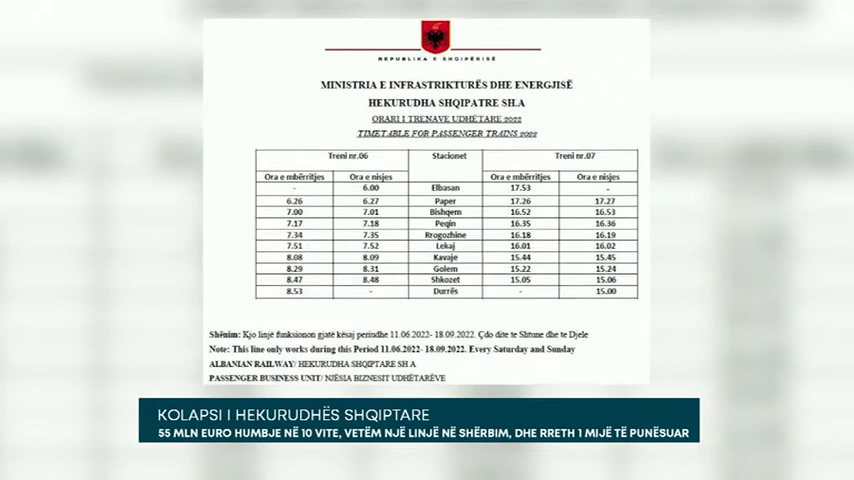 REPUBLIKA E SHQIPËRISË
MINISTRIA E INFRASTRIKTURËS DHE ENERGJISË
HEKURUDHA SHQIPATRE SH.A
ORARI I TRENAVE UDHËTARE 2022
TIMETABLE FOR PASSENGER TRAINS 2022
Treni nr.06 Stacionet Treni nr.07
Ora e mbërritjes Ora e nisjes Ora e mbërritjes Ora e nisjes
- 6.00 Elbasan 17.53 -
6.26 6.27 Paper 17.26 17.27
7.00 7.01 Bishqem 16.52 16.53
7.17 7.18 Peqin 16.35 16.36
7.34 7.35 Rrogozhine 16.18 16.19
7.51 7.52 Lekaj 16.01 16.02
8.08 8.09 Kavaje 15.44 15.45
8.29 8.31 Golem 15.22 15.24
8.47 8.48 Shkozet 15.05 15.06
8.53 - Durrës - 15.00
Shënim: Kjo linjë funksionon gjatë kësaj periudhe 11.06.2022- 18.09.2022. Çdo dite te Shtune dhe te Djele
Note: This line only works during this Period 11.06.2022- 18.09.2022. Every Saturday and Sunday
ALBANIAN RAILWAY/ HEKURUDHA SHQIPTARE SH A
PASSENGER BUSINESS UNIT/ NJËSIA BIZNESIT UDHËTARËVE
KOLAPSI I HEKURUDHËS SHQIPTARE
55 MLN EURO HUMBJE NË 10 VITE, VETËM NJË LINJË NË SHËRBIM, DHE RRETH 1 MIJË TË PUNËSUAR